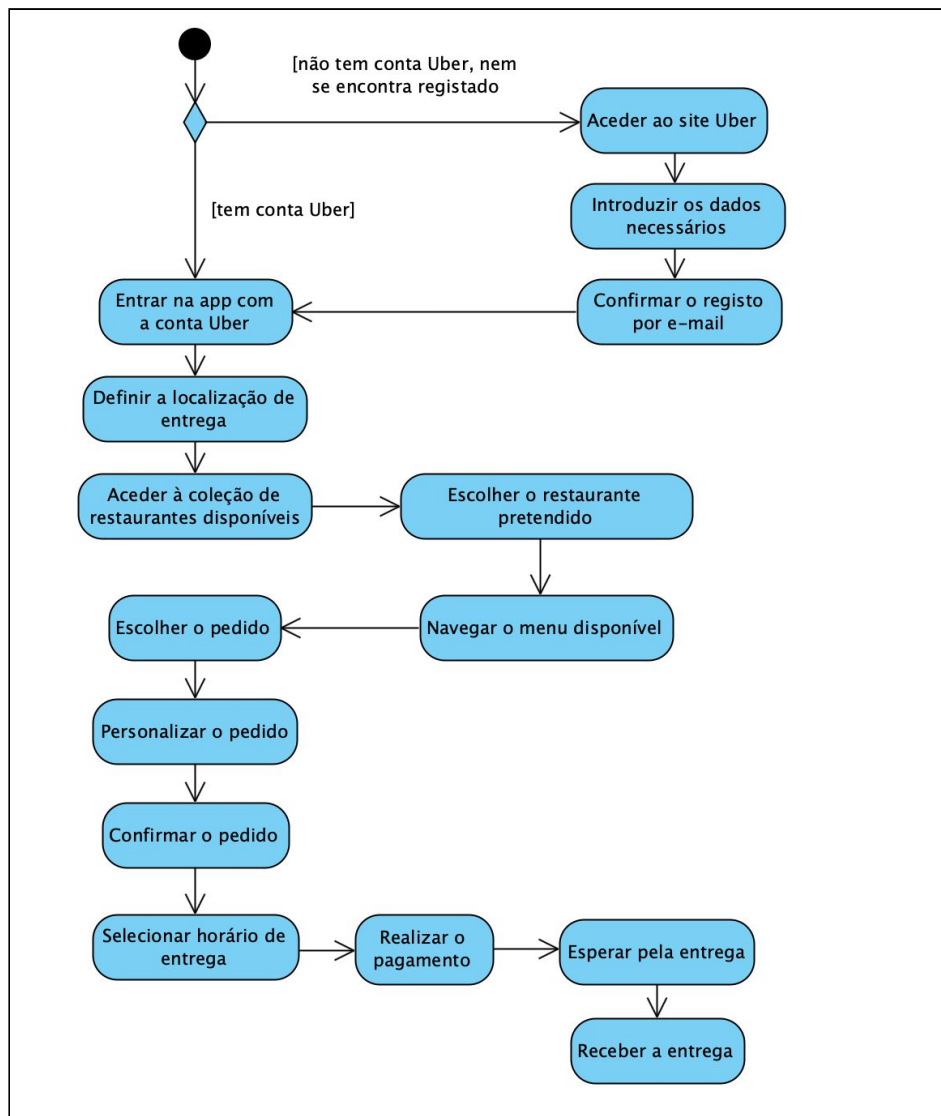 [não tem conta Uber, nem
se encontra registado
Aceder ao site Uber
Introduzir os dados
necessários
[tem conta Uber]
Entrar na app com
a conta Uber
Confirmar o registo
por e-mail
Definir a localização de
entrega
Aceder à coleção de
restaurantes disponíveis
Escolher o restaurante
pretendido
Escolher o pedido
Navegar o menu disponível
Personalizar o pedido
Confirmar o pedido
Selecionar horário de
entrega
Realizar o
pagamento
Esperar pela entrega
Receber a entrega